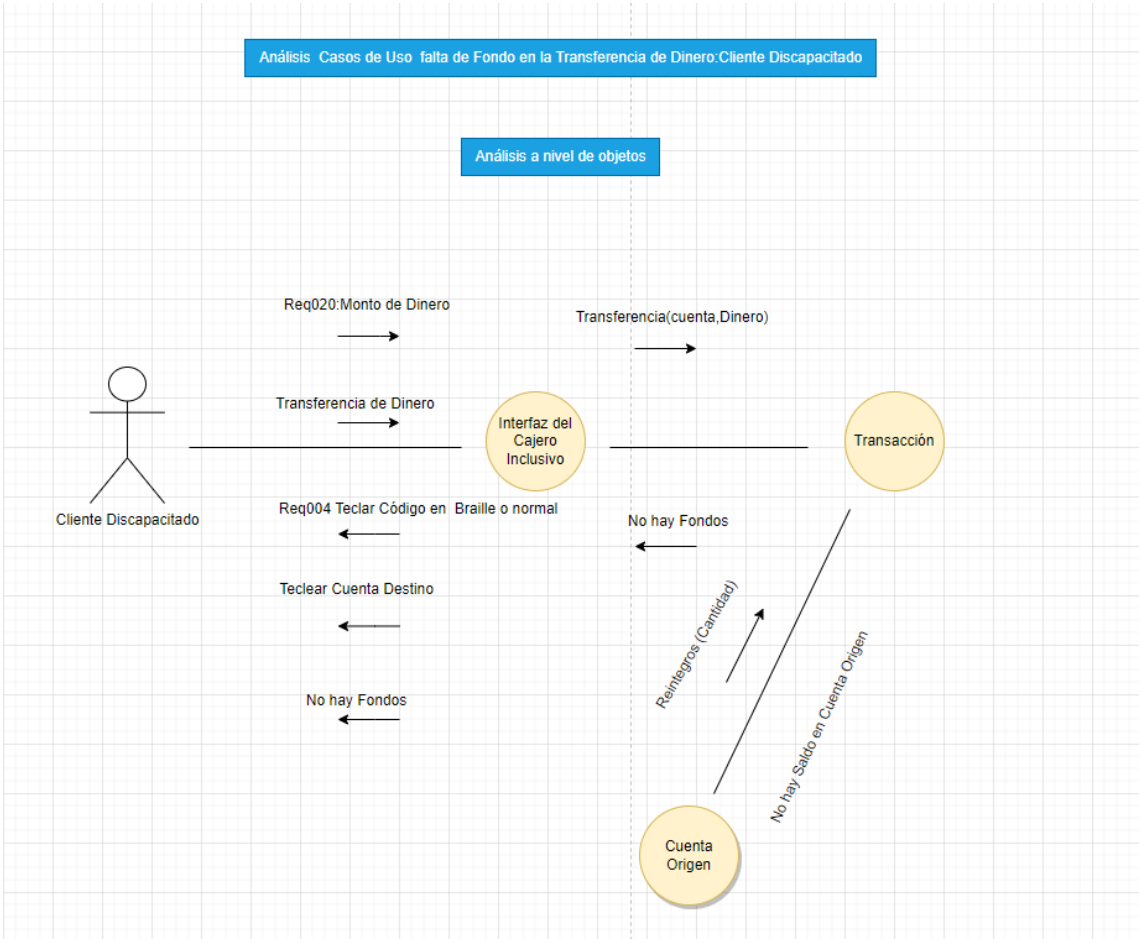 Análisis  Casos de Uso  falta de Fondo en la Transferencia de Dinero:Cliente Discapacitado
Análisis a nivel de objetos
Req020:Monto de Dinero
Transferencia(cuenta,Dinero)
Transferencia de Dinero
Interfaz del
Cajero
Inclusivo
Transacción
Cliente Discapacitado
Req004 Teclar Código en  Braille o normal
No hay Fondos
Teclear Cuenta Destino
Reintegros (Cantidad)
No hay Saldo en Cuenta Origen
No hay Fondos
Cuenta
Origen